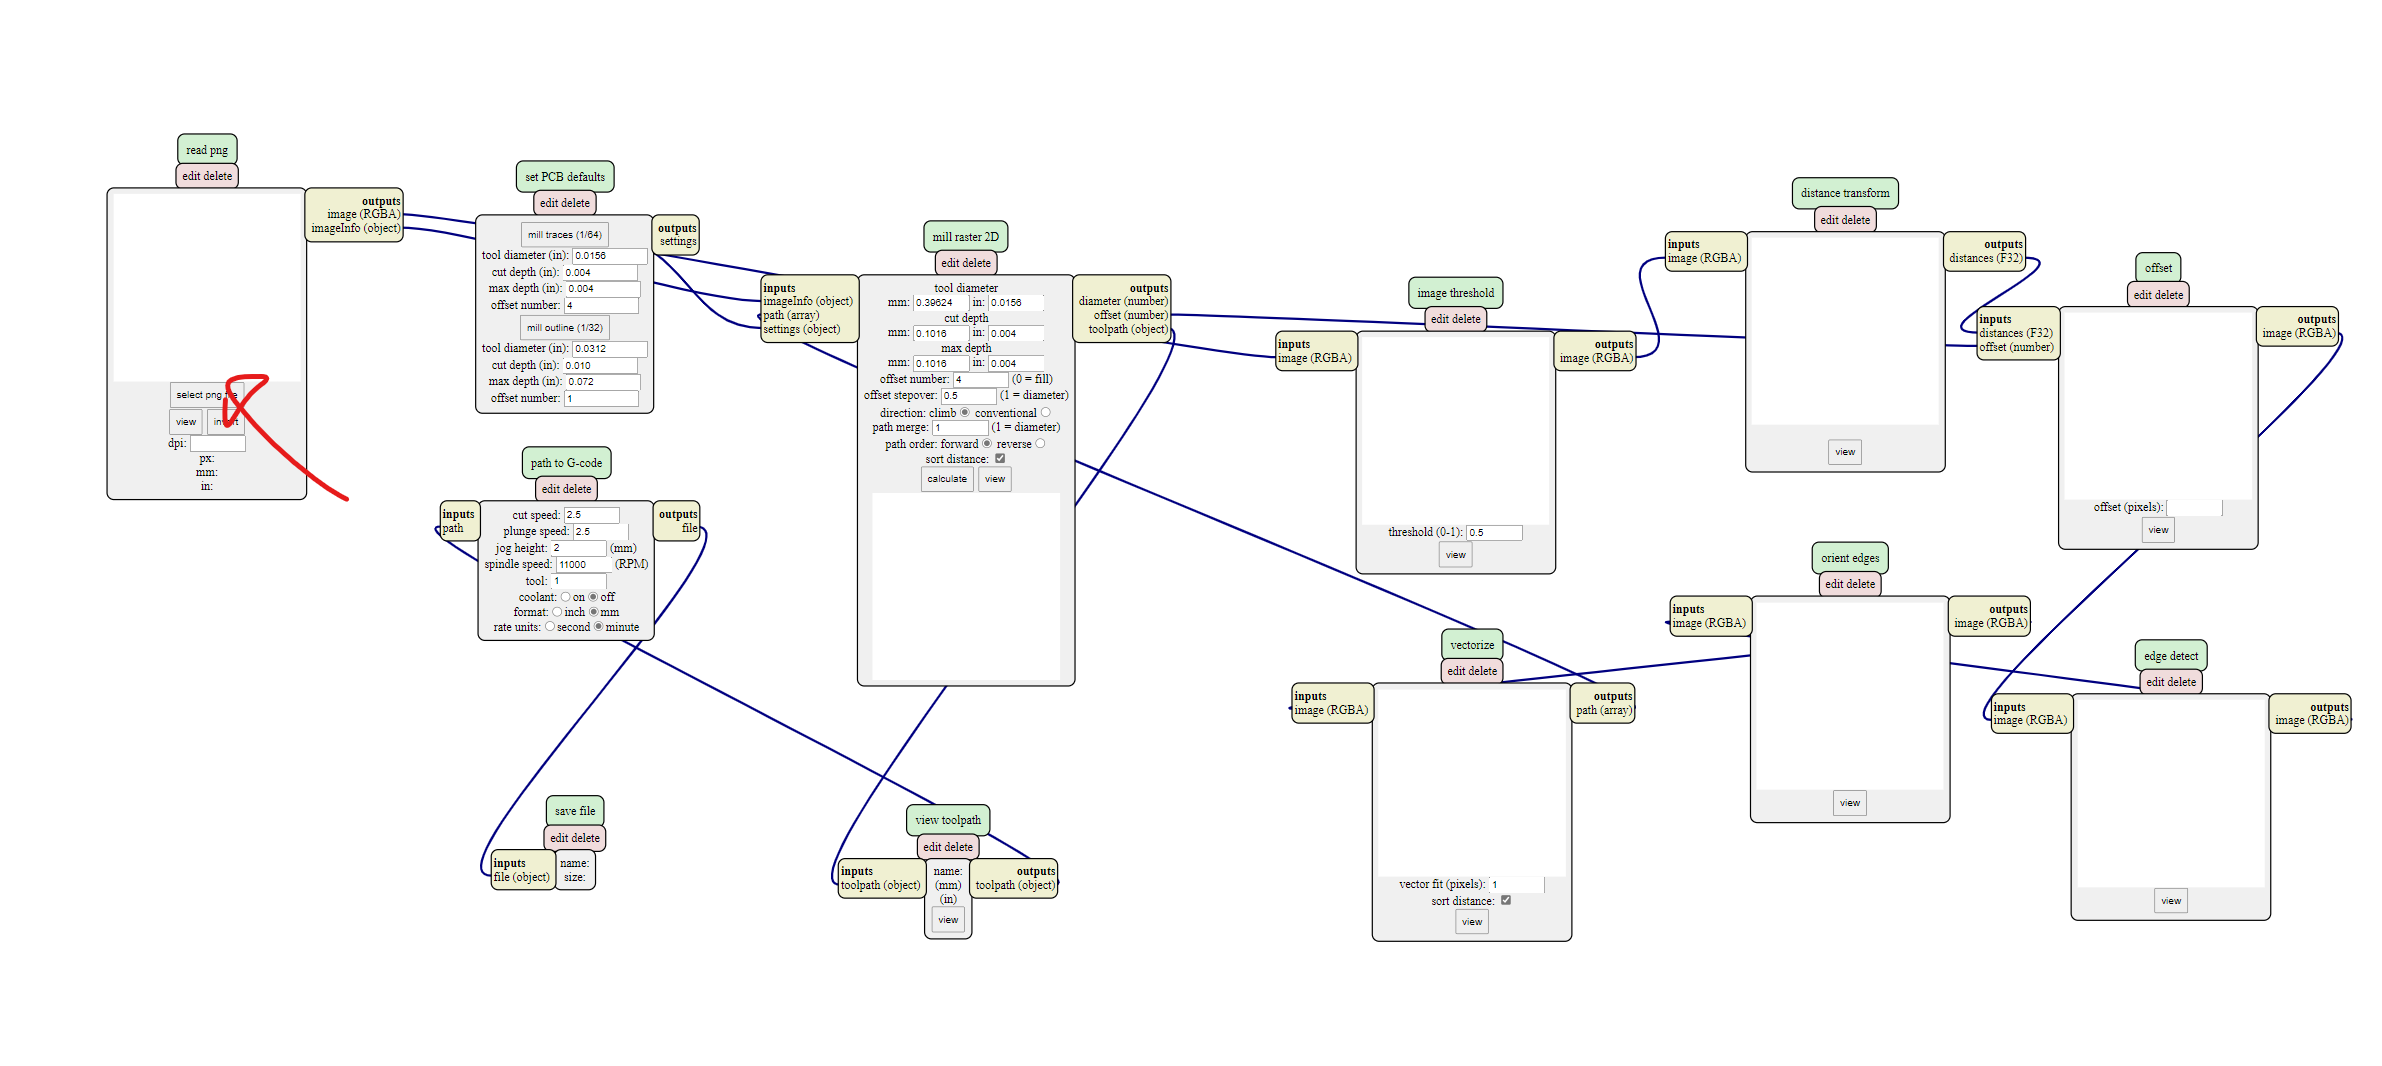 read png
edit delete
outputs
image (RGBA)
imageInfo (object)
select png file
view invert
dpi:
px:
mm:
in:
set PCB defaults
edit delete
mill traces (1/64)
tool diameter (in): 0.0156
cut depth (in): 0.004
max depth (in): 0.004
offset number: 4
mill outline (1/32)
tool diameter (in): 0.0312
cut depth (in): 0.010
max depth (in): 0.072
offset number: 1
outputs
settings
path to G-code
edit delete
inputs
path
cut speed: 2.5
plunge speed: 2.5
jog height: 2 (mm)
spindle speed: 11000 (RPM)
tool: 1
coolant: on off
format: inch mm
rate units: second minute
outputs
file
save file
edit delete
inputs
file (object)
name:
size:
mill raster 2D
edit delete
inputs
imageInfo (object)
path (array)
settings (object)
tool diameter
mm: 0.39624 in: 0.0156
cut depth
mm: 0.1016 in: 0.004
max depth
mm: 0.1016 in: 0.004
offset number: 4 (0 = fill)
offset stepover: 0.5 (1 = diameter)
direction: climb conventional
path merge: 1 (1 = diameter)
path order: forward reverse
sort distance:
calculate view
outputs
diameter (number)
offset (number)
toolpath (object)
view toolpath
edit delete
inputs
toolpath (object)
name:
(mm)
(in)
view
outputs
toolpath (object)
image threshold
edit delete
inputs
image (RGBA)
threshold (0-1): 0.5
view
outputs
image (RGBA)
vectorize
edit delete
inputs
image (RGBA)
vector fit (pixels): 1
sort distance:
view
outputs
path (array)
distance transform
edit delete
inputs
image (RGBA)
view
outputs
distances (F32)
orient edges
edit delete
inputs
image (RGBA)
view
outputs
image (RGBA)
offset
edit delete
inputs
distances (F32)
offset (number)
offset (pixels):
view
outputs
image (RGBA)
edge detect
edit delete
inputs
image (RGBA)
view
outputs
image (RGBA)